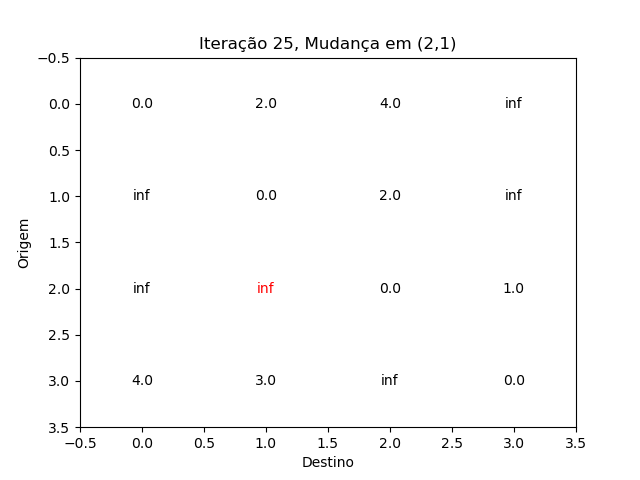 Iteração 25, Mudança em (2,1)
−0.5
0.0 0.0 2.0 4.0 inf
0.5
1.0 inf 0.0 2.0 inf
1.5
2.0 inf inf 0.0 1.0
2.5
3.0 4.0 3.0 inf 0.0
3.5
−0.5 0.0 0.5 1.0 1.5 2.0 2.5 3.0 3.5
Origem
Destino